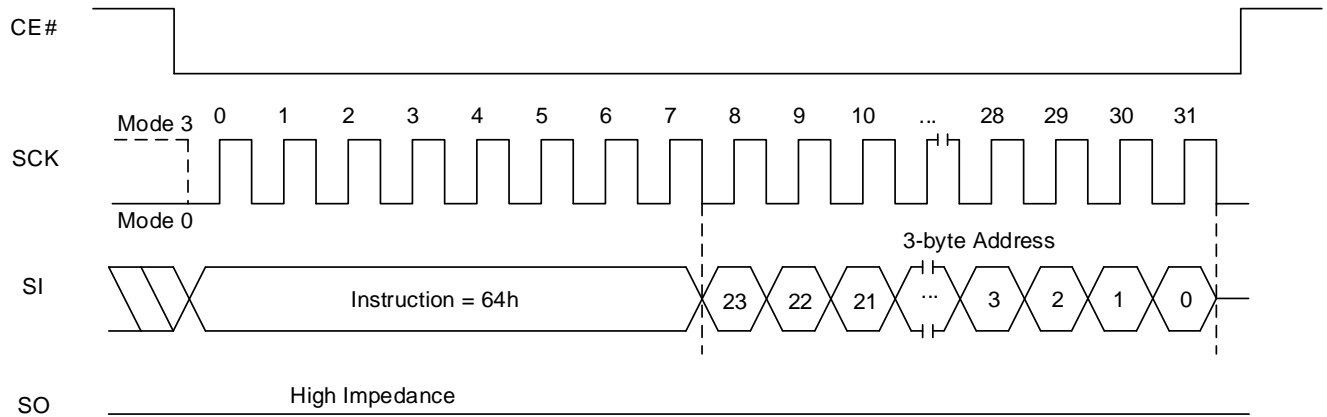 CE#
0 1 2 3 4 5 6 7 8 9 10 ... 28 29 30 31
Mode 3
SCK
Mode 0
3-byte Address
SI
Instruction = 64h
23 22 21 ... 3 2 1 0
High Impedance
SO